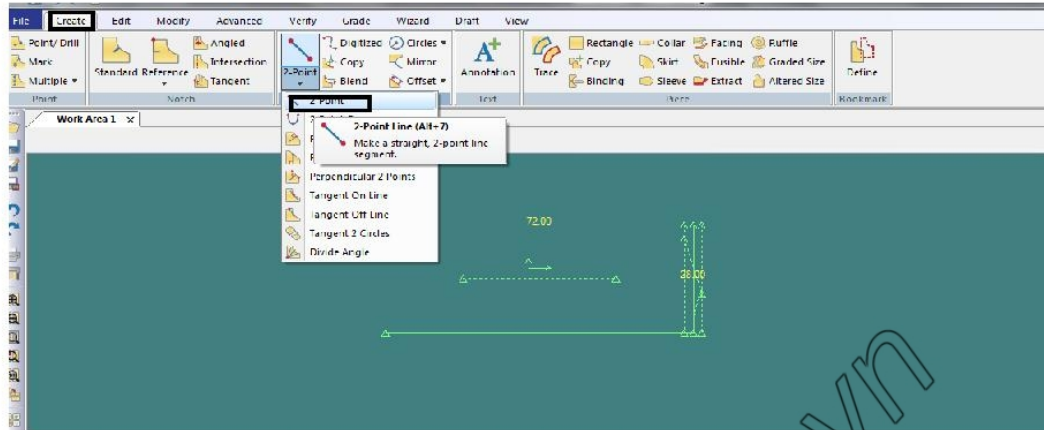 File Create Edit Modify Advanced Verify Grade Wizard Draft View
Point/ Drill Angled Digitized Circles Rectangle Collar Facing Ruffle
Mark Intersection Copy Mirror Copy Skirt Fusible Graded Size
Multiple Standard Reference Tangent 2-Point Blend Offset Annotation Trace Binding Sleeve Extract Altered Size Define
Point Notch Text Piece Bookmark
Work Area 1 x
2-Point
2-Point Line (Alt+7)
Make a straight, 2-point line
segment.
Perpendicular 2 Points
Tangent On Line
Tangent Off Line
Tangent 2 Circles
Divide Angle
72.00
28.00
vn